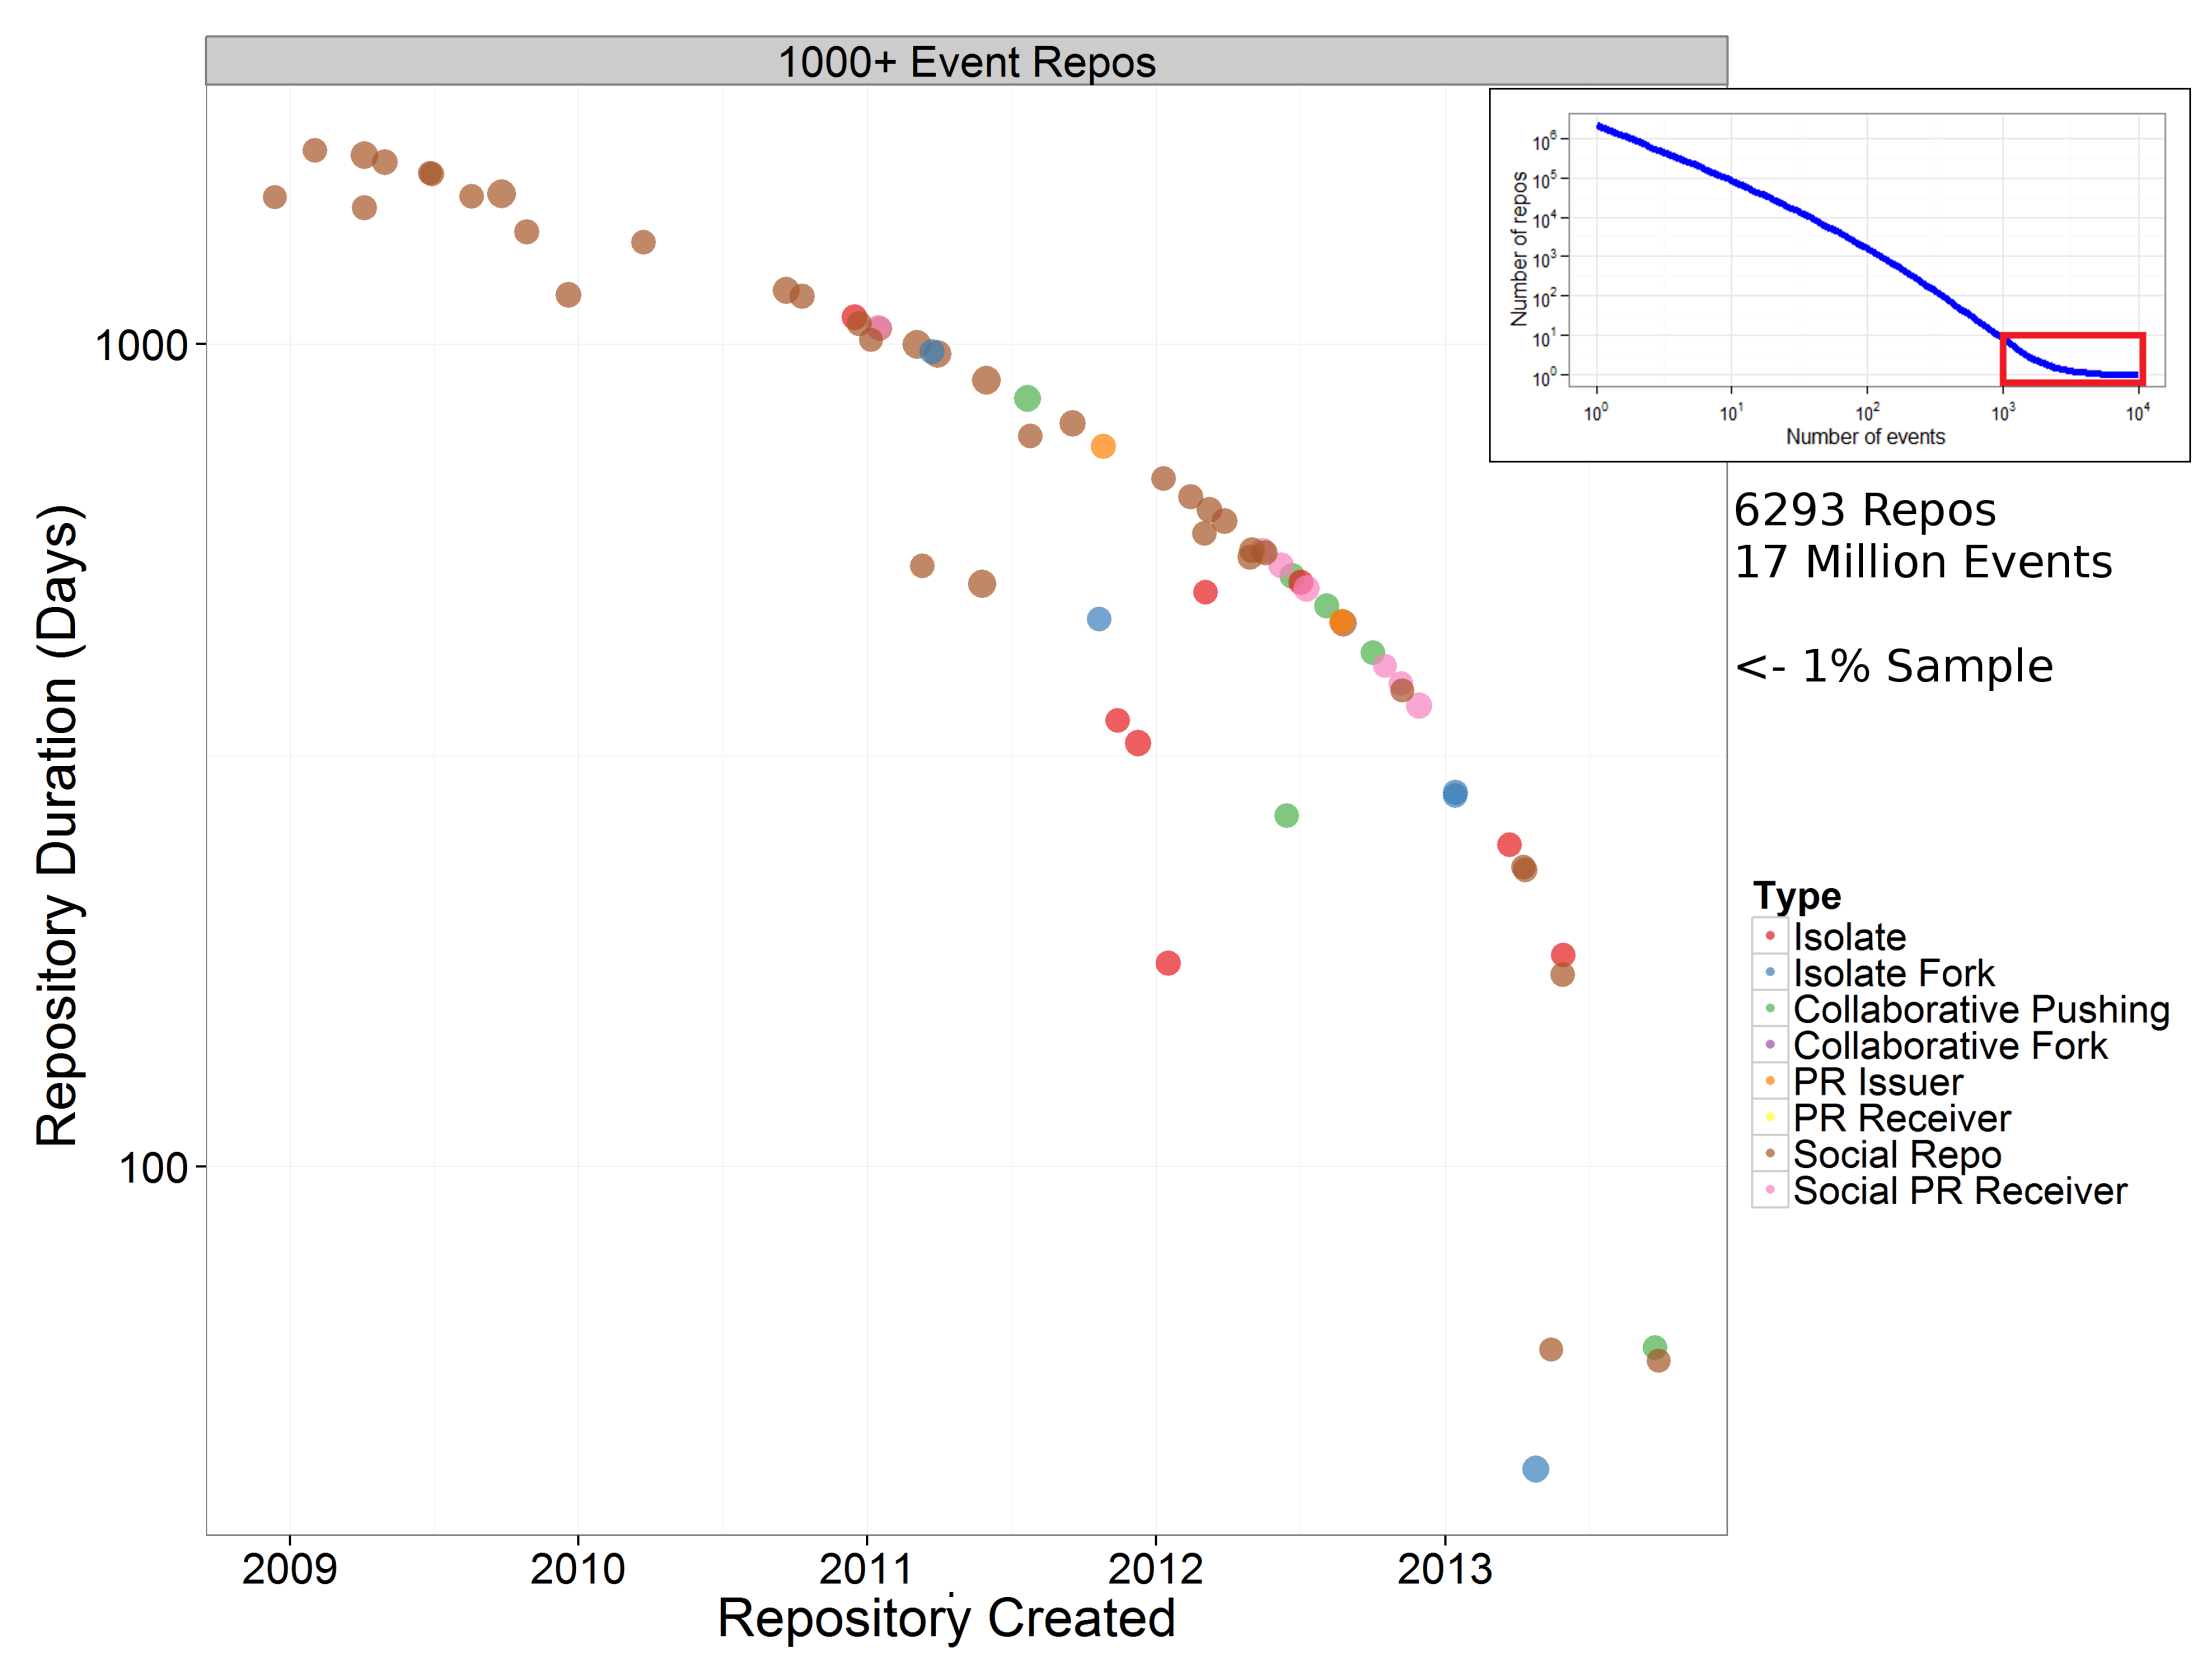 1000+ Event Repos
Repository Duration (Days)
1000
100
2009 2010 2011 2012 2013
Repository Created
Number of repos
10^6
10^5
10^4
10^3
10^2
10^1
10^0
10^0 10^1 10^2 10^3 10^4
Number of events
6293 Repos
17 Million Events
<- 1% Sample
Type
Isolate
Isolate Fork
Collaborative Pushing
Collaborative Fork
PR Issuer
PR Receiver
Social Repo
Social PR Receiver